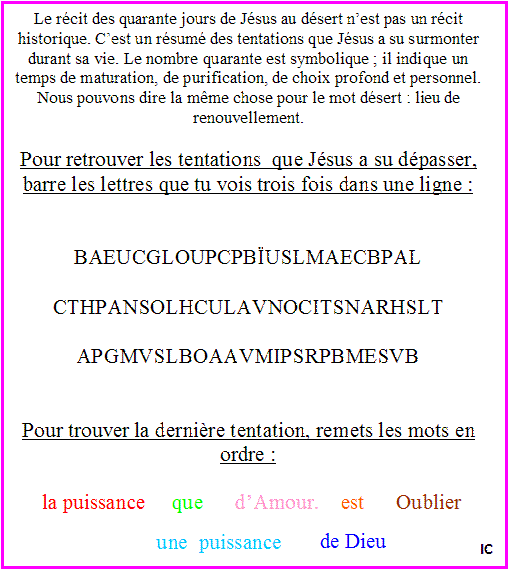 Le récit des quarante jours de Jésus au désert n'est pas un récit
historique. C'est un résumé des tentations que Jésus a su surmonter
durant sa vie. Le nombre quarante est symbolique ; il indique un
temps de maturation, de purification, de choix profond et personnel.
Nous pouvons dire la même chose pour le mot désert : lieu de
renouvellement.
Pour retrouver les tentations que Jésus a su dépasser,
barre les lettres que tu vois trois fois dans une ligne :
BAEUCGLOUPCPBÏUSLMAECBPAL
CTHPANSOLHCULAVNOCITSNARHSLT
APGMVSLBOAAVMIPSRPBMESVB
Pour trouver la dernière tentation, remets les mots en
ordre :
la puissance que d'Amour. est Oublier
une puissance de Dieu
IC